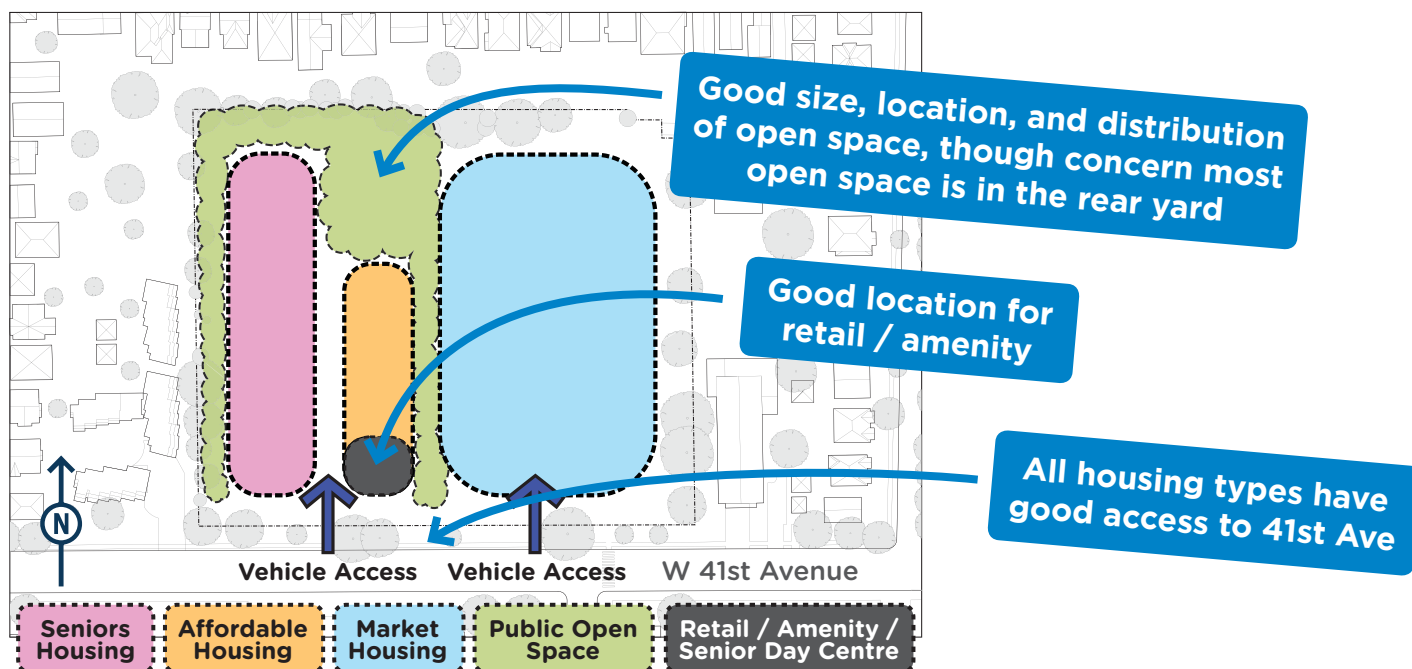 Good size, location, and distribution
of open space, though concern most
open space is in the rear yard
Good location for
retail / amenity
All housing types have
good access to 41st Ave
N
Vehicle Access
Vehicle Access
W 41st Avenue
Seniors
Housing
Affordable
Housing
Market
Housing
Public Open
Space
Retail / Amenity /
Senior Day Centre